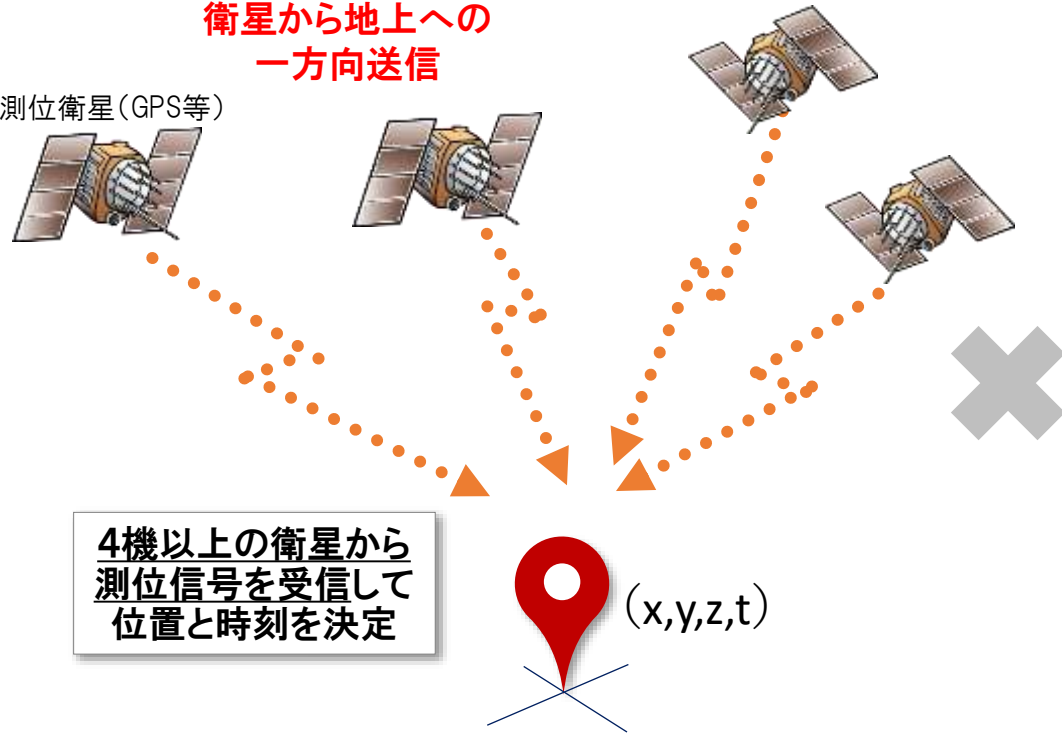 衛星から地上への
一方向送信
測位衛星(GPS等)
4機以上の衛星から
測位信号を受信して
位置と時刻を決定
(x,y,z,t)